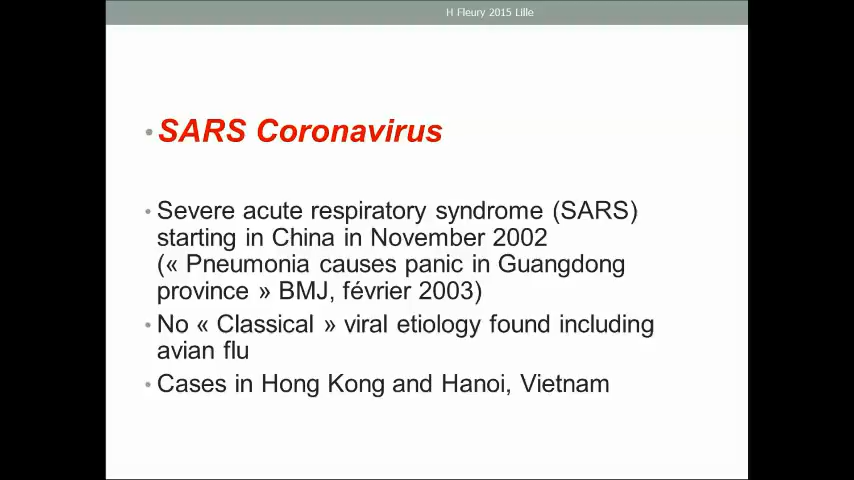 H Fleury 2015 Lille
• SARS Coronavirus
• Severe acute respiratory syndrome (SARS)
starting in China in November 2002
(« Pneumonia causes panic in Guangdong
province » BMJ, février 2003)
• No « Classical » viral etiology found including
avian flu
• Cases in Hong Kong and Hanoi, Vietnam